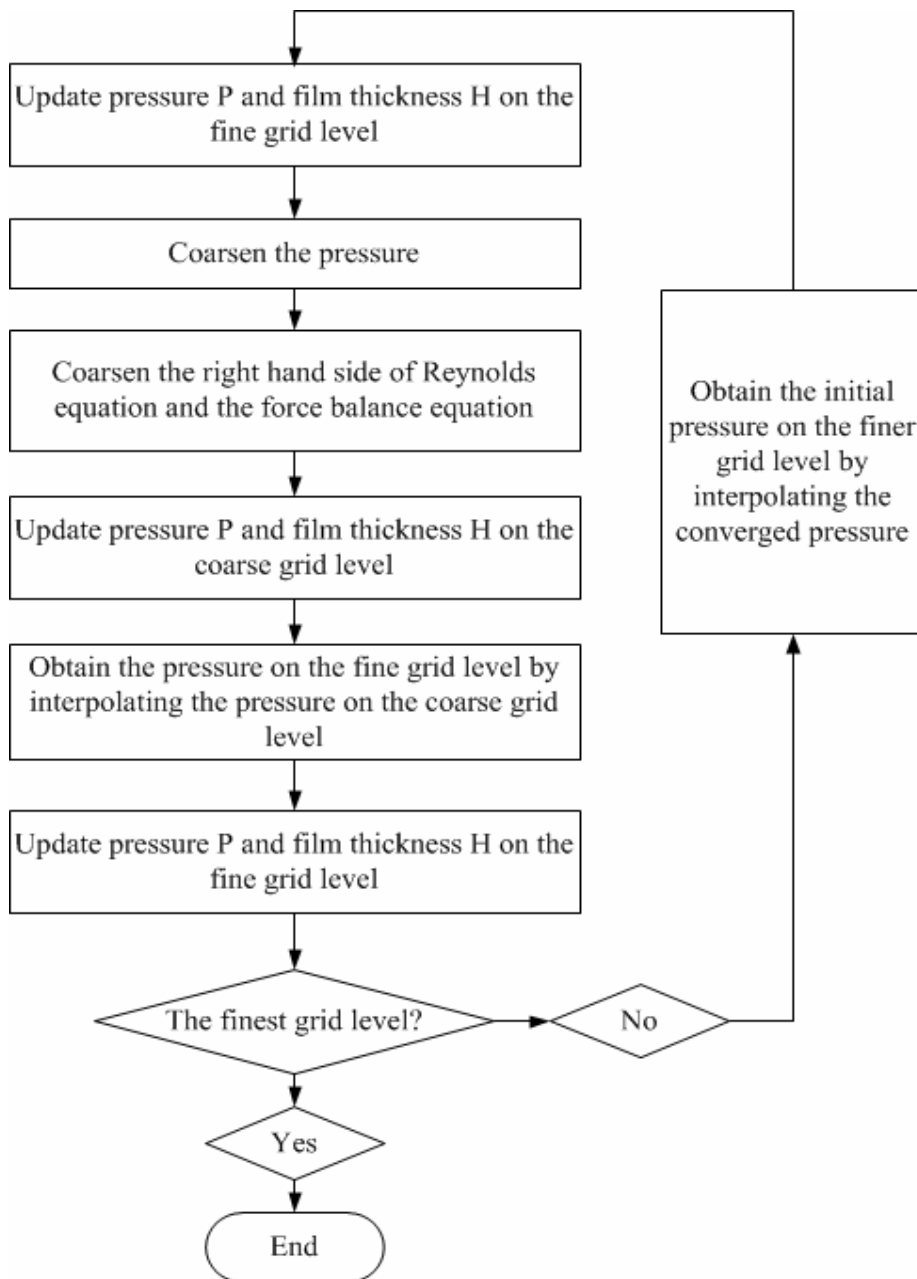 Update pressure P and film thickness H on the
fine grid level
Coarsen the pressure
Coarsen the right hand side of Reynolds
equation and the force balance equation
Update pressure P and film thickness H on the
coarse grid level
Obtain the pressure on the fine grid level by
interpolating the pressure on the coarse grid
level
Update pressure P and film thickness H on the
fine grid level
The finest grid level?
No
Yes
End
Obtain the initial
pressure on the finer
grid level by
interpolating the
converged pressure